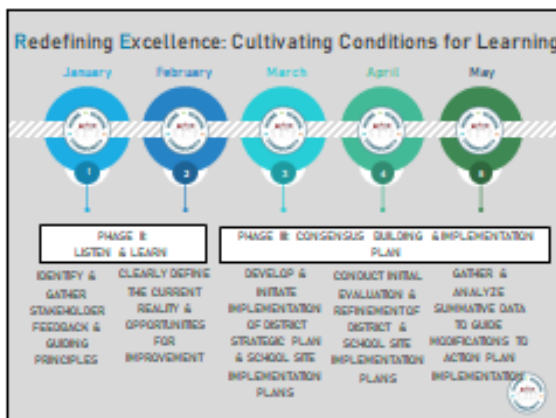 Redefining Excellence: Cultivating Conditions for Learning
January
February
March
April
May
1
2
3
4
5
PHASE II:
LISTEN & LEARN
PHASE III: CONSENSUS BUILDING & IMPLEMENTATION
PLAN
IDENTIFY &
GATHER
STAKEHOLDER
FEEDBACK &
GUIDING
PRINCIPLES
CLEARLY DEFINE
THE CURRENT
REALITY &
OPPORTUNITIES
FOR
IMPROVEMENT
DEVELOP &
INITIATE
IMPLEMENTATION
OF DISTRICT
STRATEGIC PLAN
& SCHOOL SITE
IMPLEMENTATION
PLANS
CONDUCT INITIAL
EVALUATION &
REFINEMENT OF
DISTRICT &
SCHOOL SITE
IMPLEMENTATION
PLANS
GATHER &
ANALYZE
SUMMATIVE DATA
TO GUIDE
MODIFICATIONS TO
ACTION PLAN
IMPLEMENTATION